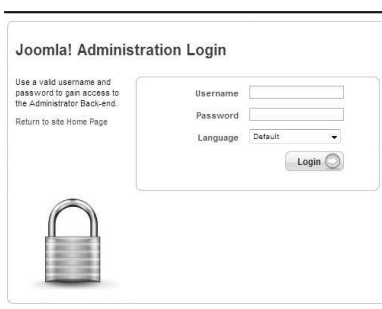 Joomla! Administration Login
Use a valid username and
password to gain access to
the Administrator Back-end.
Return to site Home Page
Username
Password
Language Default
Login